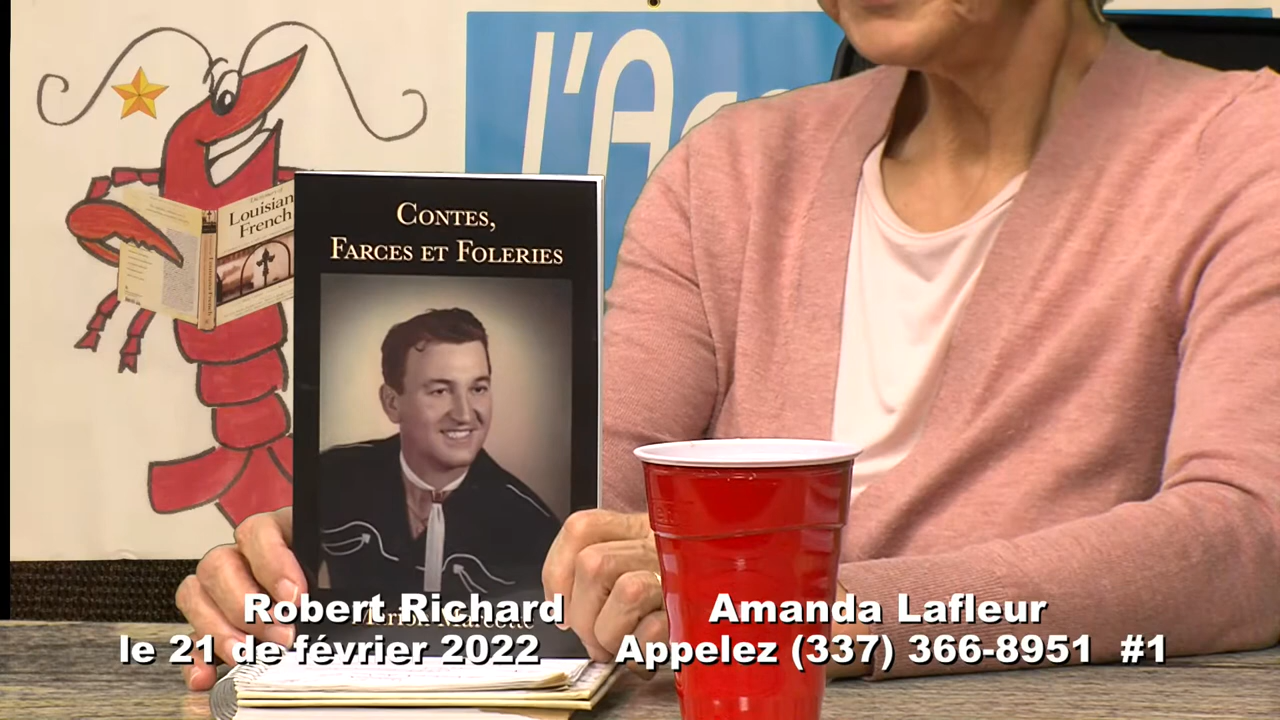 l'A
Louisian
French
CONTES,
FARCES ET FOLERIES
Robert Richard
Amanda Lafleur
le 21 de février 2022
Appelez (337) 366-8951 #1